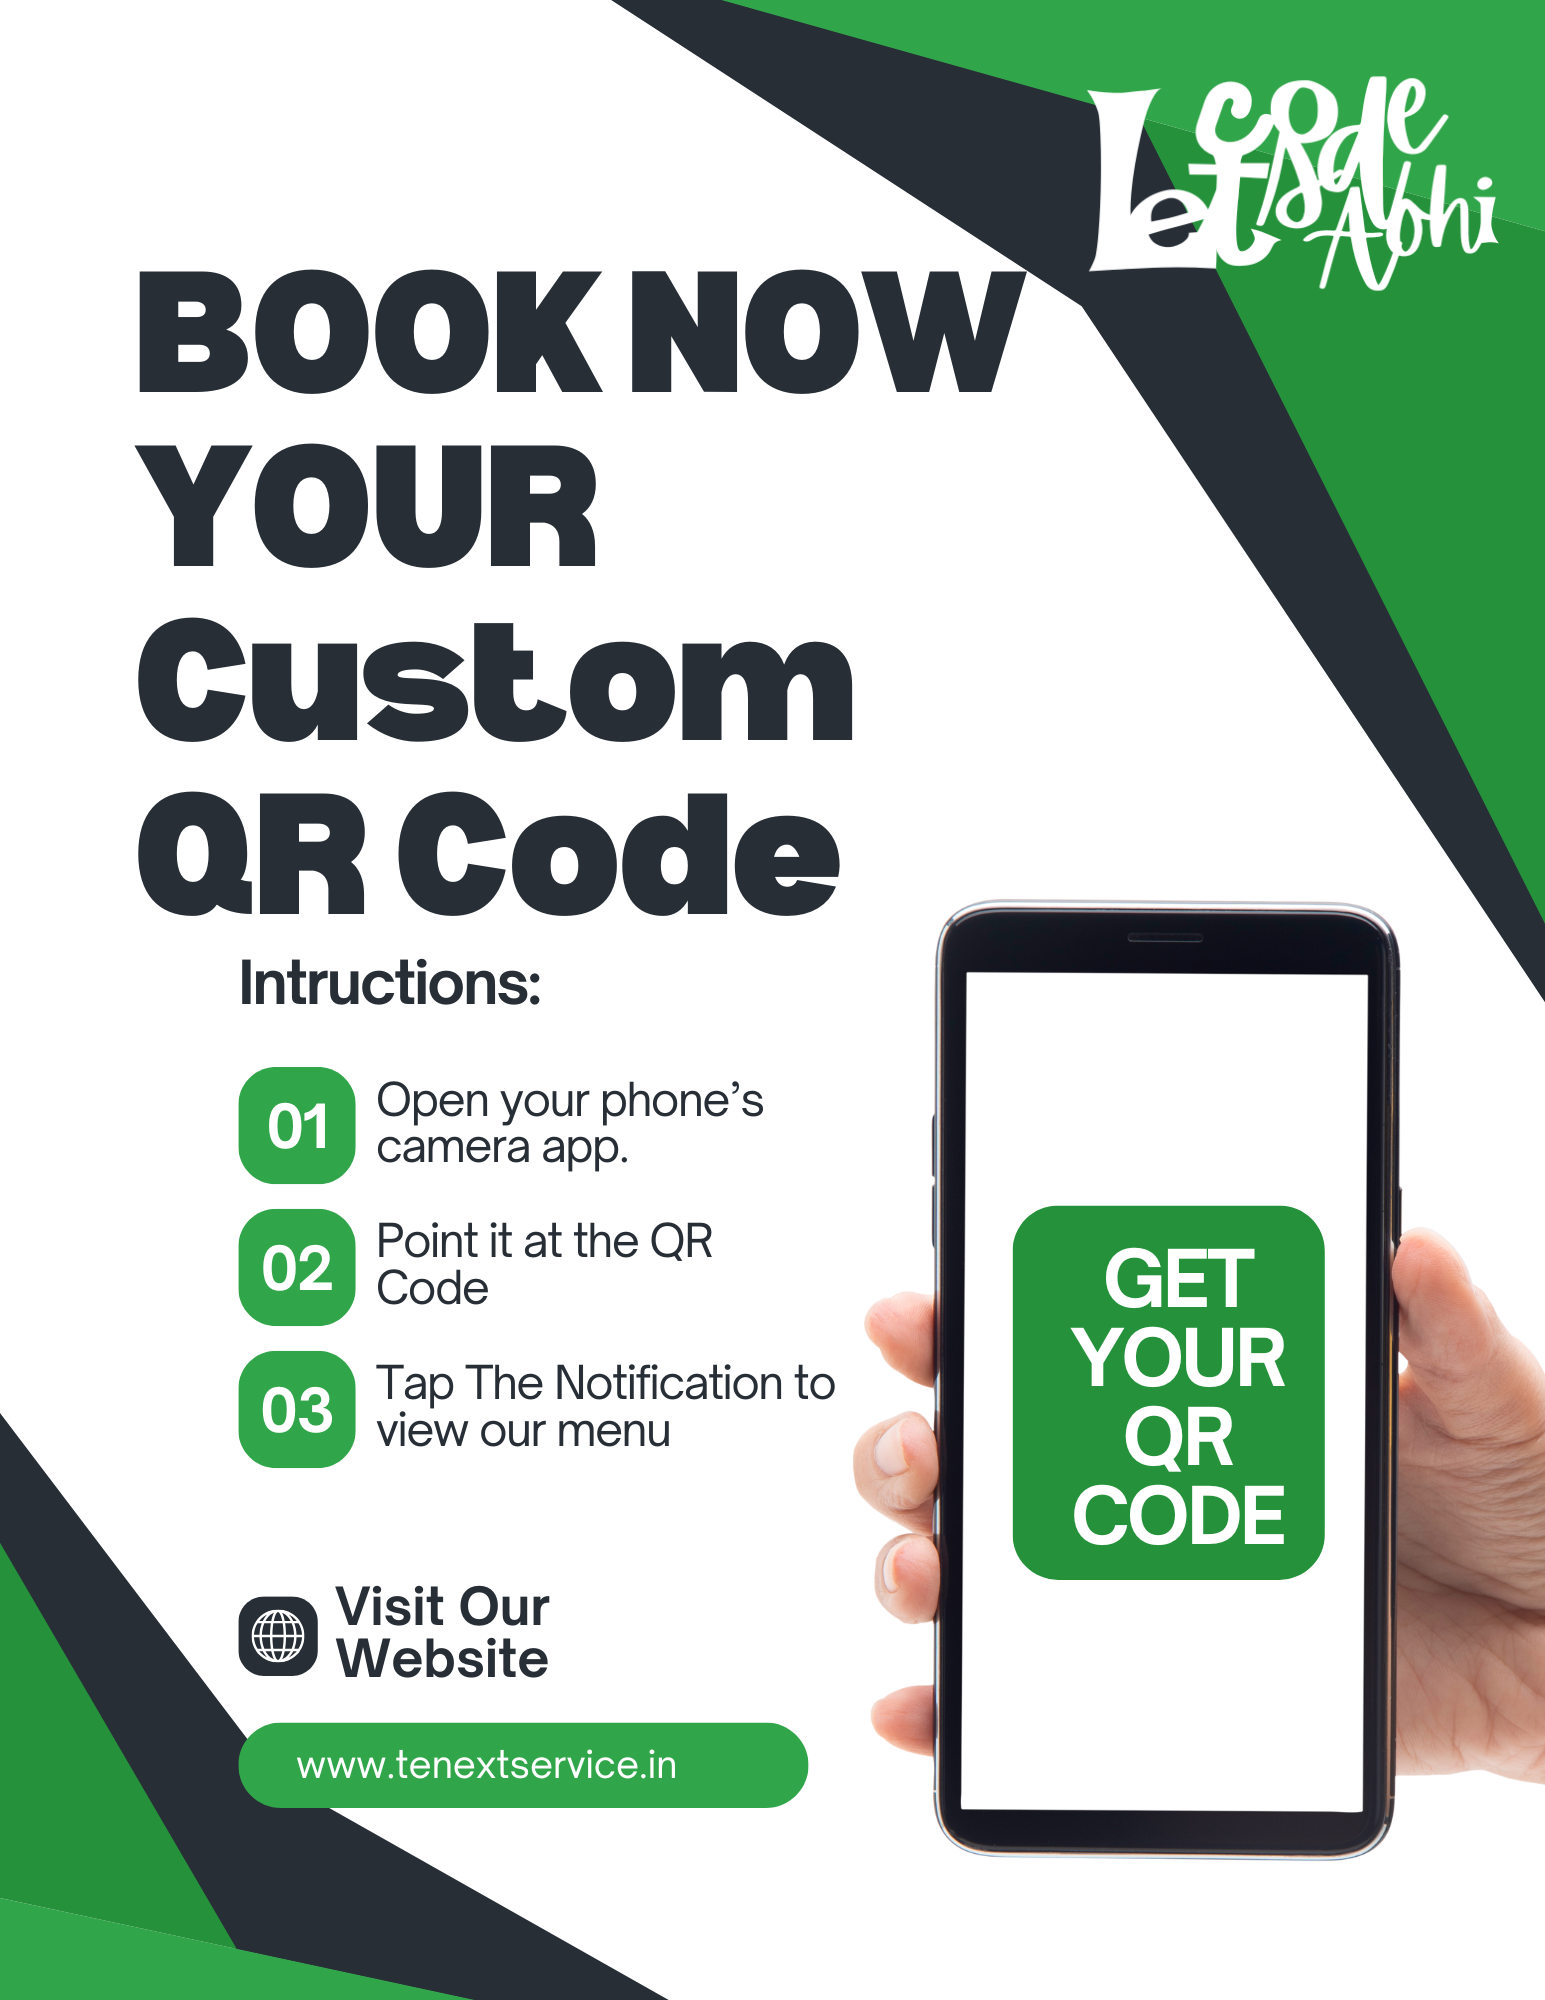 Let's code Abhi
BOOK NOW
YOUR
Custom
QR Code
Intructions:
01
Open your phone’s
camera app.
02
Point it at the QR
Code
03
Tap The Notification to
view our menu
GET
YOUR
QR
CODE
Visit Our
Website
www.tenextservice.in